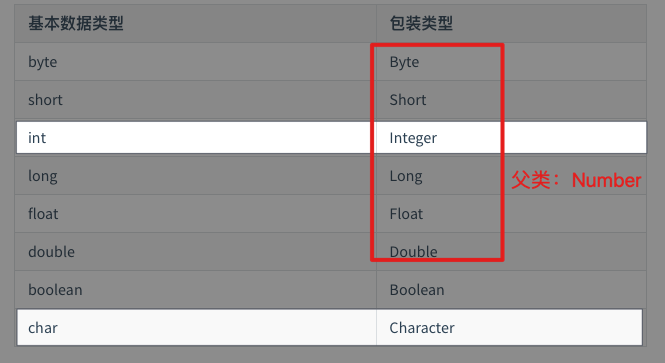 基本数据类型 包装类型
byte Byte
short Short
int Integer
long Long
父类：Number
float Float
double Double
boolean Boolean
char Character